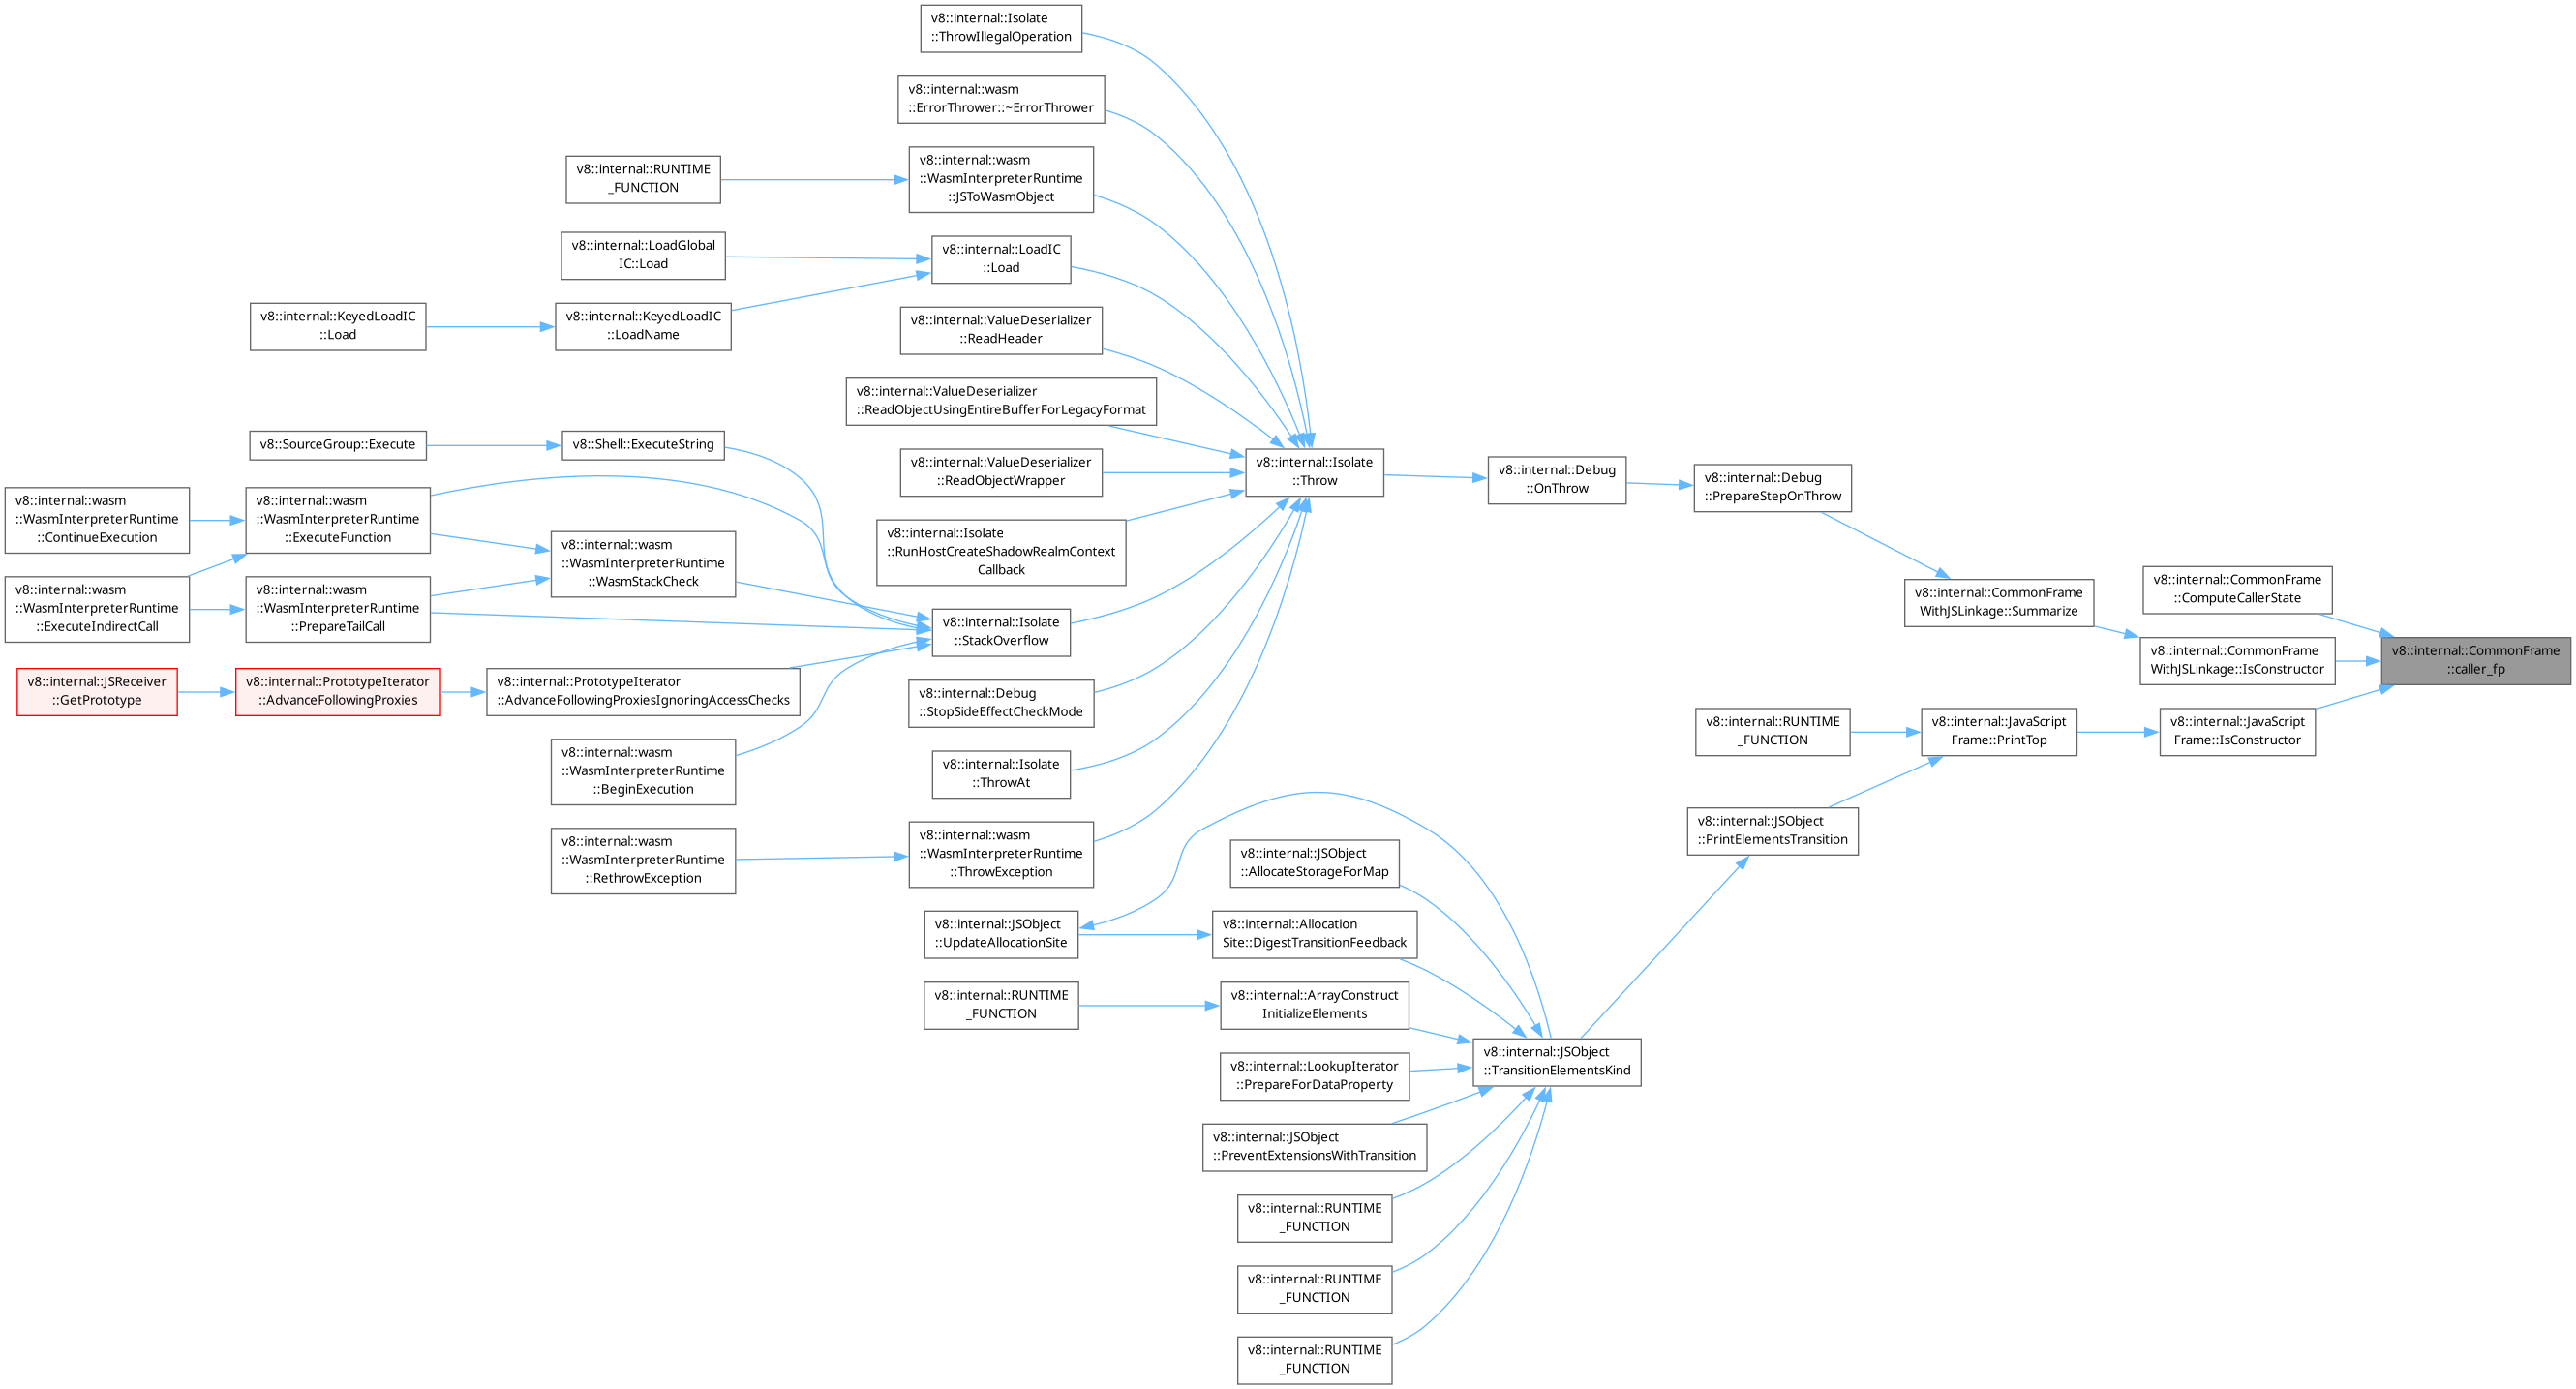 v8::internal::Isolate
::ThrowIllegalOperation
v8::internal::wasm
::ErrorThrower::~ErrorThrower
v8::internal::RUNTIME
_FUNCTION
v8::internal::wasm
::WasmInterpreterRuntime
::JSToWasmObject
v8::internal::LoadGlobal
IC::Load
v8::internal::LoadIC
::Load
v8::internal::KeyedLoadIC
::Load
v8::internal::KeyedLoadIC
::LoadName
v8::internal::ValueDeserializer
::ReadHeader
v8::internal::ValueDeserializer
::ReadObjectUsingEntireBufferForLegacyFormat
v8::SourceGroup::Execute
v8::Shell::ExecuteString
v8::internal::ValueDeserializer
::ReadObjectWrapper
v8::internal::Isolate
::Throw
v8::internal::Debug
::OnThrow
v8::internal::Debug
::PrepareStepOnThrow
v8::internal::wasm
::WasmInterpreterRuntime
::ContinueExecution
v8::internal::wasm
::WasmInterpreterRuntime
::ExecuteFunction
v8::internal::wasm
::WasmInterpreterRuntime
::WasmStackCheck
v8::internal::Isolate
::RunHostCreateShadowRealmContext
Callback
v8::internal::wasm
::WasmInterpreterRuntime
::ExecuteIndirectCall
v8::internal::wasm
::WasmInterpreterRuntime
::PrepareTailCall
v8::internal::Isolate
::StackOverflow
v8::internal::CommonFrame
WithJSLinkage::Summarize
v8::internal::CommonFrame
::ComputeCallerState
v8::internal::CommonFrame
WithJSLinkage::IsConstructor
v8::internal::CommonFrame
::caller_fp
v8::internal::JSReceiver
::GetPrototype
v8::internal::PrototypeIterator
::AdvanceFollowingProxies
v8::internal::PrototypeIterator
::AdvanceFollowingProxiesIgnoringAccessChecks
v8::internal::Debug
::StopSideEffectCheckMode
v8::internal::RUNTIME
_FUNCTION
v8::internal::JavaScript
Frame::PrintTop
v8::internal::JavaScript
Frame::IsConstructor
v8::internal::wasm
::WasmInterpreterRuntime
::BeginExecution
v8::internal::Isolate
::ThrowAt
v8::internal::JSObject
::PrintElementsTransition
v8::internal::wasm
::WasmInterpreterRuntime
::RethrowException
v8::internal::wasm
::WasmInterpreterRuntime
::ThrowException
v8::internal::JSObject
::AllocateStorageForMap
v8::internal::JSObject
::UpdateAllocationSite
v8::internal::Allocation
Site::DigestTransitionFeedback
v8::internal::RUNTIME
_FUNCTION
v8::internal::ArrayConstruct
InitializeElements
v8::internal::JSObject
::TransitionElementsKind
v8::internal::LookupIterator
::PrepareForDataProperty
v8::internal::JSObject
::PreventExtensionsWithTransition
v8::internal::RUNTIME
_FUNCTION
v8::internal::RUNTIME
_FUNCTION
v8::internal::RUNTIME
_FUNCTION